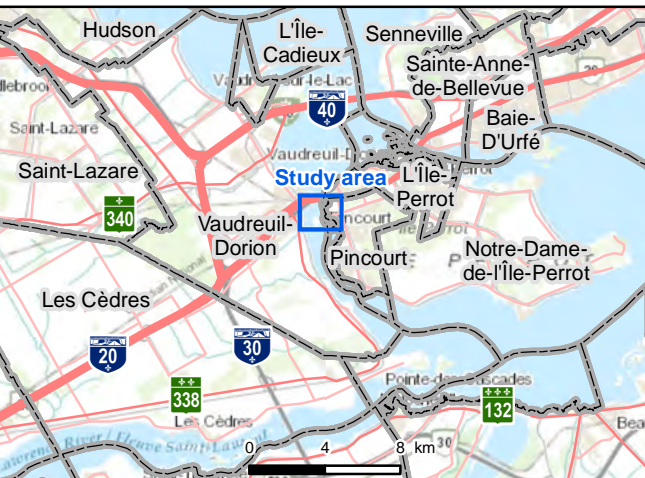 Hudson
L'Île-
Cadieux
Senneville
Sainte-Anne-
de-Bellevue
Baie-
D'Urfé
40
Saint-Lazare
Saint-Lazare
340
Study area
L'Île-
Perrot
Vaudreuil-
Dorion
Pincourt
Notre-Dame-
de-l'Île-Perrot
Les Cèdres
20
30
338
Les Cèdres
132
0 4 8 km
30